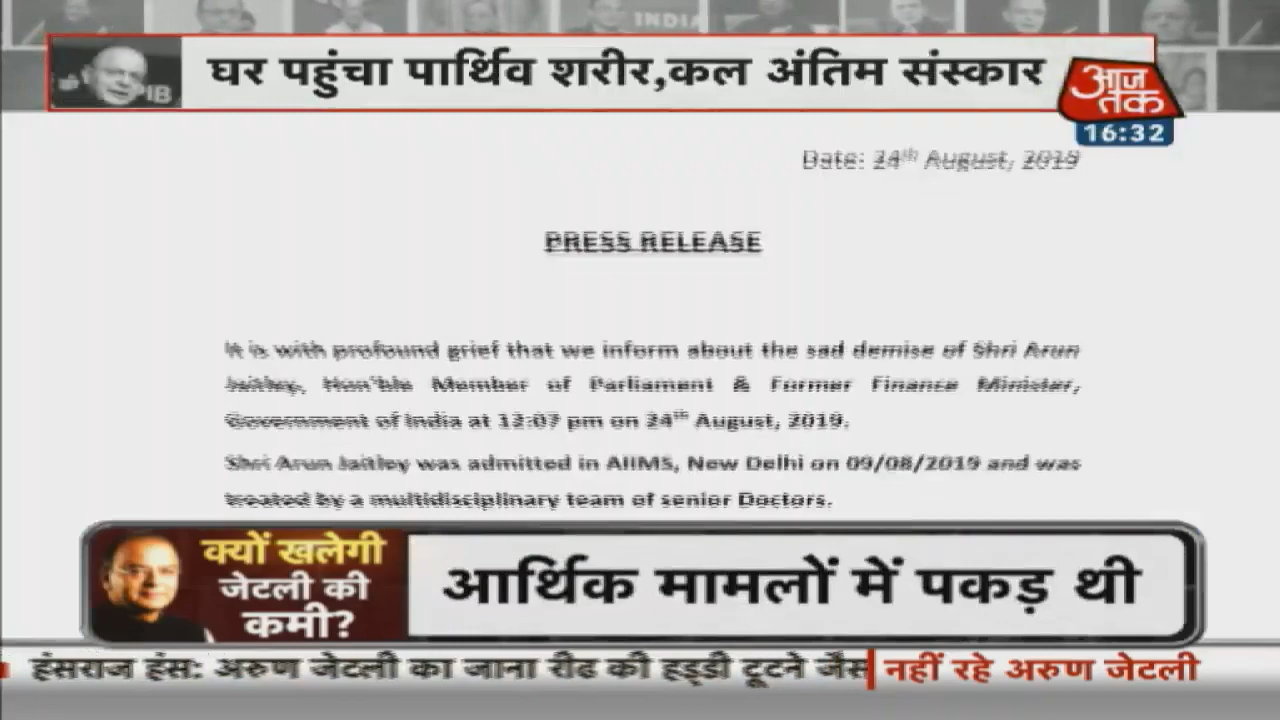 INDIA
घर पहुंचा पार्थिव शरीर,कल अंतिम संस्कार
आज
तक
16:32
Date: 24th August, 2019
PRESS RELEASE
It is with profound grief that we inform about the sad demise of Shri Arun
Jaitley, Hon'ble Member of Parliament & Former Finance Minister,
Government of India at 12:07 pm on 24th August, 2019.
Shri Arun Jaitley was admitted in AIIMS, New Delhi on 09/08/2019 and was
treated by a multidisciplinary team of senior Doctors.
क्यों खलेगी
जेटली की
कमी?
आर्थिक मामलों में पकड़ थी
हंसराज हंस: अरुण जेटली का जाना रीढ की हड्डी टूटने जैस
नहीं रहे अरुण जेटली